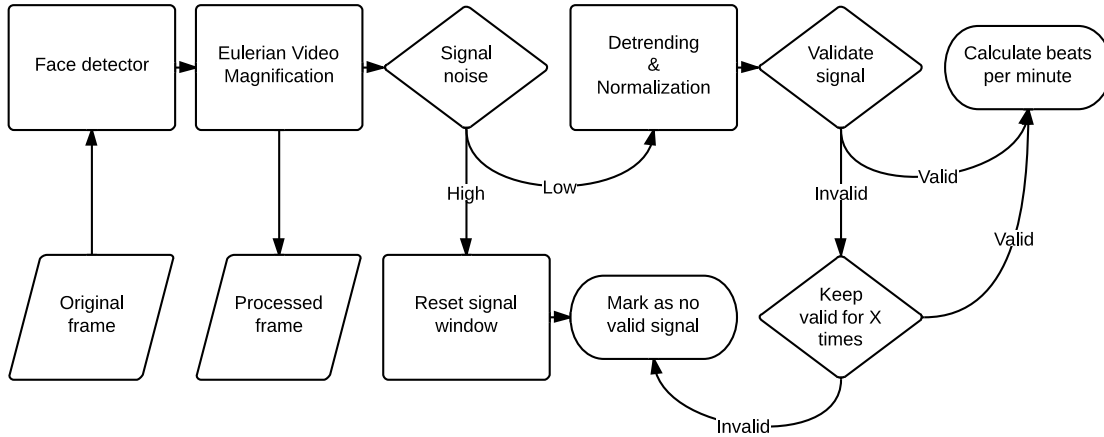 Face detector
Eulerian Video
Magnification
Signal
noise
Detrending
&
Normalization
Validate
signal
Calculate beats
per minute
High
Low
Invalid
Valid
Valid
Original
frame
Processed
frame
Reset signal
window
Mark as no
valid signal
Keep
valid for X
times
Invalid